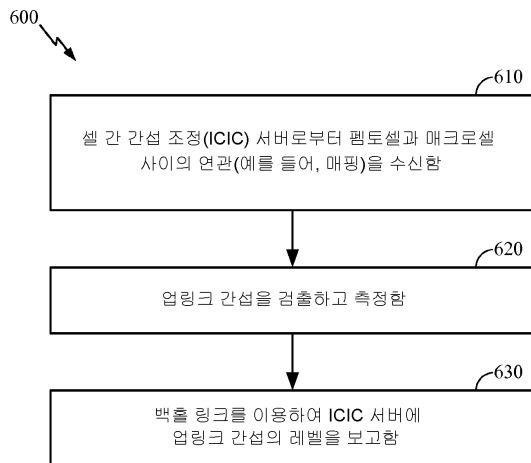 600
610
셀 간 간섭 조정(ICIC) 서버로부터 펨토셀과 매크로셀
사이의 연관(예를 들어, 매핑)을 수신함
620
업링크 간섭을 검출하고 측정함
630
백홀 링크를 이용하여 ICIC 서버에
업링크 간섭의 레벨을 보고함